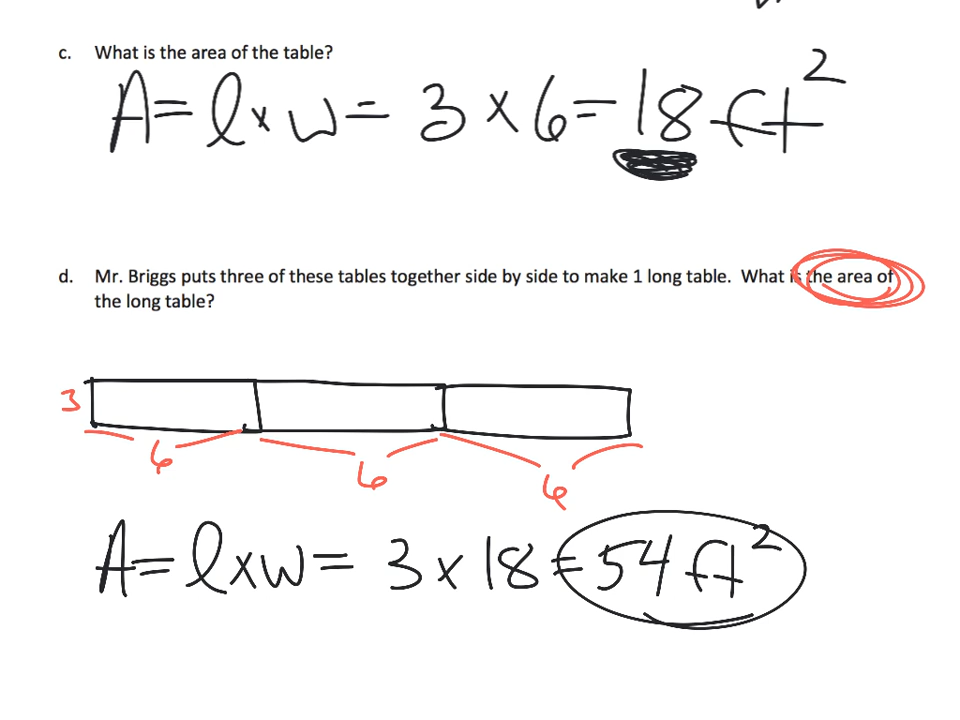 c. What is the area of the table?
A = l x w = 3 x 6 = 18 ft²
d. Mr. Briggs puts three of these tables together side by side to make 1 long table. What is the area of
the long table?
3
6 6 6
A = l x w = 3 x 18 = 54 ft²